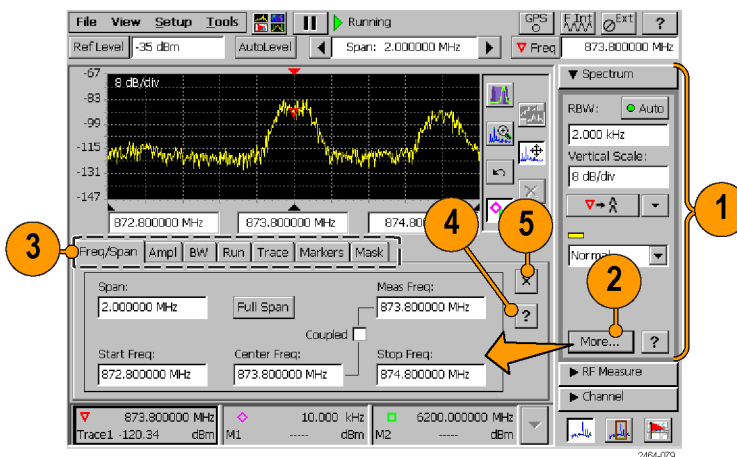 File View Setup Tools Running GPS F Int Ext ?
Ref Level -35 dBm AutoLevel Span: 2.000000 MHz Freq 873.800000 MHz
-67
8 dB/div
-83
-99
-115
-131
-147
872.800000 MHz 873.800000 MHz 874.80
Spectrum
RBW: Auto
2.000 kHz
Vertical Scale:
8 dB/div
Normal
More... ?
RF Measure
Channel
1
2
3
4
5
Freq/Span Ampl BW Run Trace Markers Mask
×
?
Span:
2.000000 MHz
Full Span
Meas Freq:
873.800000 MHz
Coupled
Start Freq:
872.800000 MHz
Center Freq:
873.800000 MHz
Stop Freq:
874.800000 MHz
873.800000 MHz
Trace1 -120.34 dBm
10.000 kHz
M1 ----- dBm
6200.000000 MHz
M2 ----- dBm
2464-079